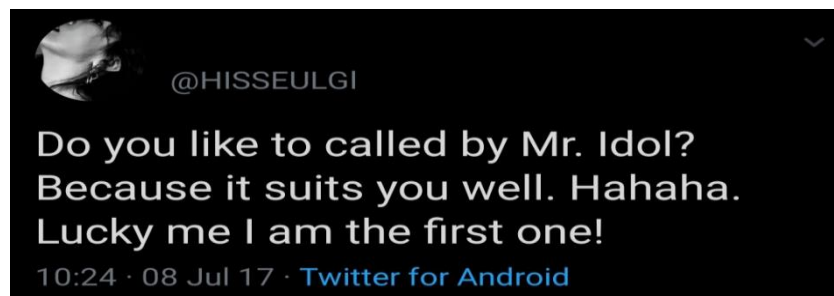 @HISSEULGI
Do you like to called by Mr. Idol?
Because it suits you well. Hahaha.
Lucky me I am the first one!
10:24 · 08 Jul 17 · Twitter for Android